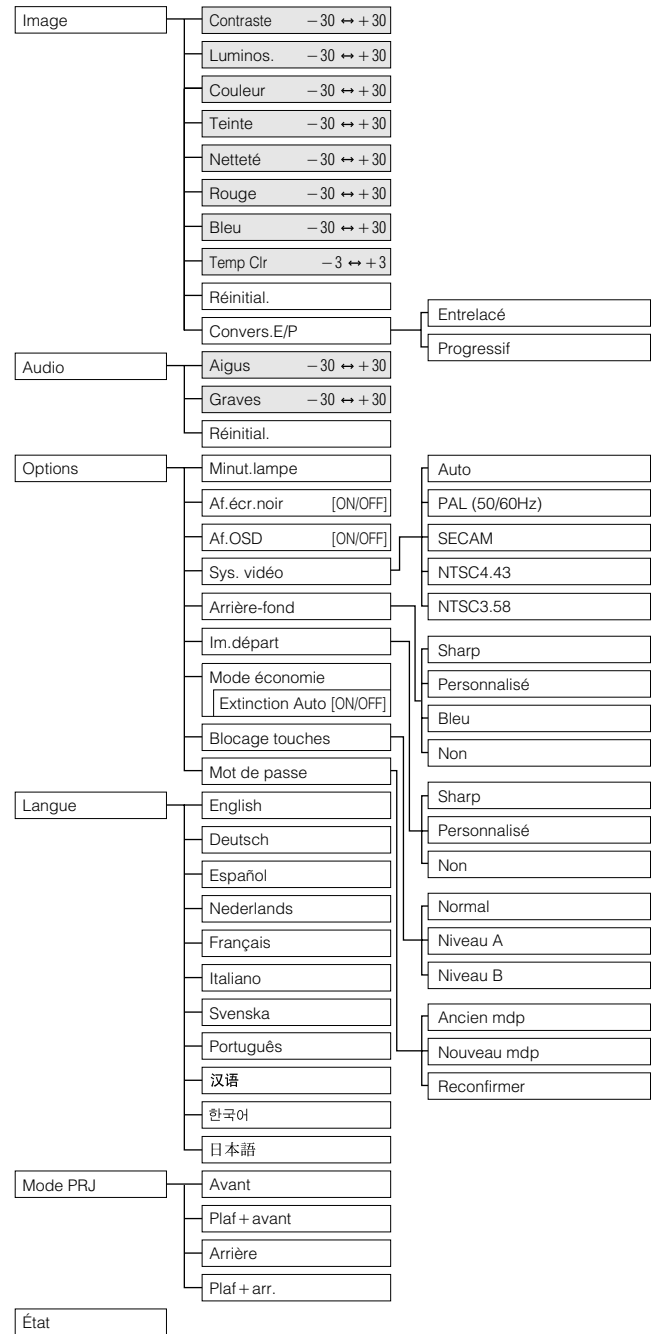 Image
Contraste −30 ↔ +30
Luminos. −30 ↔ +30
Couleur −30 ↔ +30
Teinte −30 ↔ +30
Netteté −30 ↔ +30
Rouge −30 ↔ +30
Bleu −30 ↔ +30
Temp Clr −3 ↔ +3
Réinitial.
Convers.E/P
Entrelacé
Progressif
Audio
Aigus −30 ↔ +30
Graves −30 ↔ +30
Réinitial.
Options
Minut.lampe
Af.écr.noir [ON/OFF]
Af.OSD [ON/OFF]
Sys. vidéo
Arrière-fond
Im.départ
Mode économie
Extinction Auto [ON/OFF]
Blocage touches
Mot de passe
Auto
PAL (50/60Hz)
SECAM
NTSC4.43
NTSC3.58
Sharp
Personnalisé
Bleu
Non
Sharp
Personnalisé
Non
Normal
Niveau A
Niveau B
Ancien mdp
Nouveau mdp
Reconfirmer
Langue
English
Deutsch
Español
Nederlands
Français
Italiano
Svenska
Português
汉语
한국어
日本語
Mode PRJ
Avant
Plaf+avant
Arrière
Plaf+arr.
État